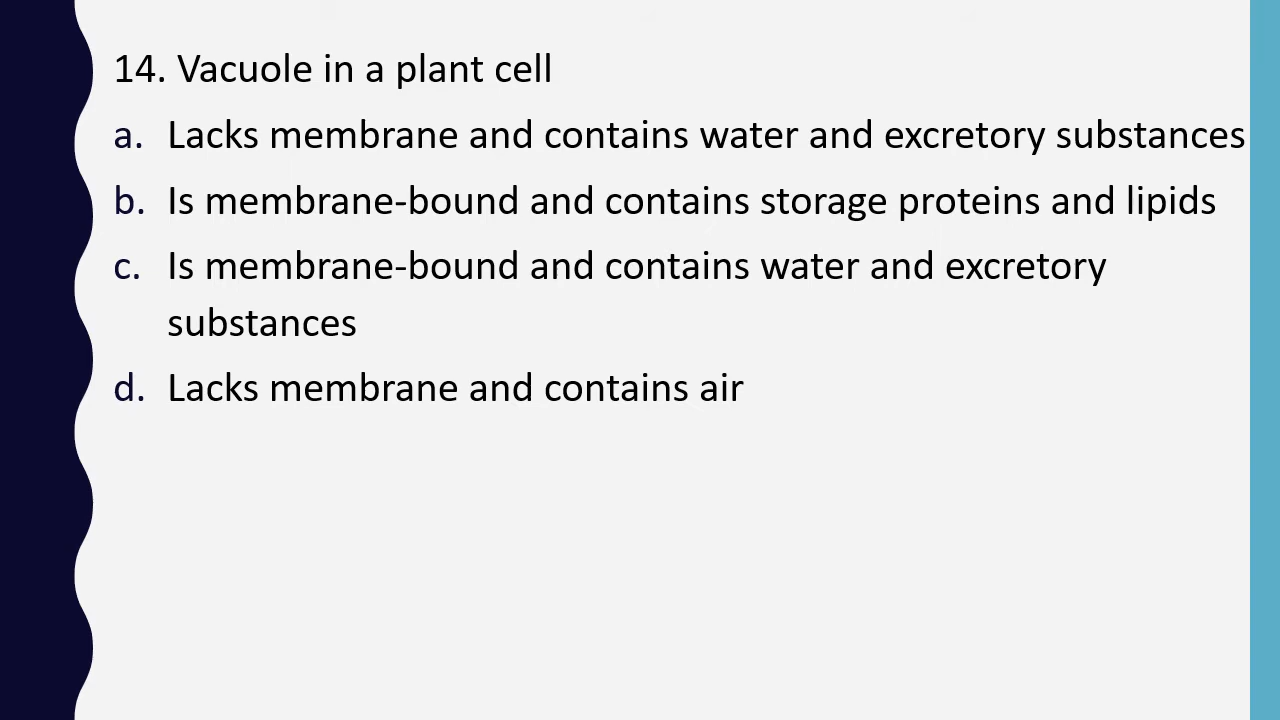 14. Vacuole in a plant cell
a. Lacks membrane and contains water and excretory substances
b. Is membrane-bound and contains storage proteins and lipids
c. Is membrane-bound and contains water and excretory
substances
d. Lacks membrane and contains air